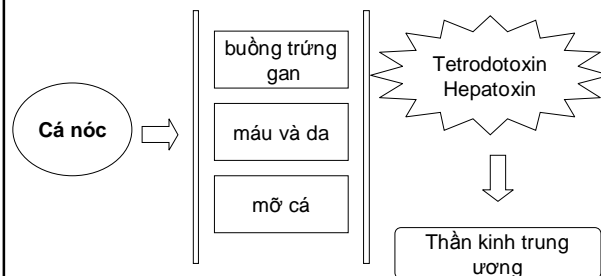 Cá nóc
buồng trứng
gan
máu và da
mỡ cá
Tetrodotoxin
Hepatoxin
Thần kinh trung
ương